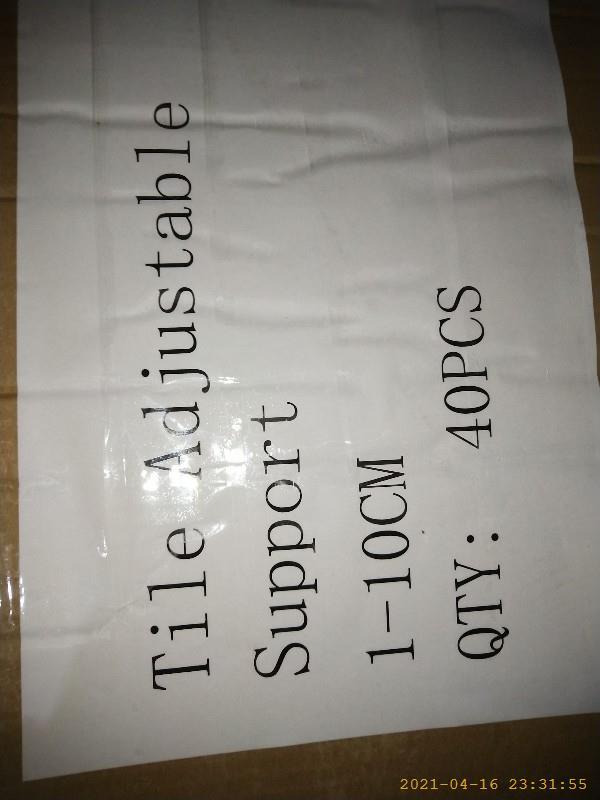 Tile Adjustable
Support
1-10CM
QTY: 40PCS
2021-04-16 23:31:55